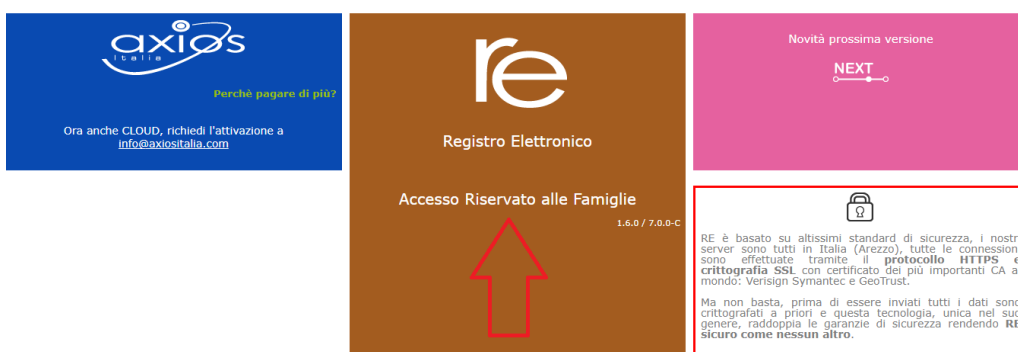 axios
italia
Perchè pagare di più?
Ora anche CLOUD, richiedi l'attivazione a
info@axiositalia.com
re
Registro Elettronico
Accesso Riservato alle Famiglie
1.6.0 / 7.0.0-C
Novità prossima versione
NEXT
RE è basato su altissimi standard di sicurezza, i nostr
server sono tutti in Italia (Arezzo), tutte le connession
sono effettuate tramite il protocollo HTTPS e
crittografia SSL con certificato dei più importanti CA a
mondo: Verisign Symantec e GeoTrust.
Ma non basta, prima di essere inviati tutti i dati sono
crittografati a priori e questa tecnologia, unica nel suo
genere, raddoppia le garanzie di sicurezza rendendo RE
sicuro come nessun altro.